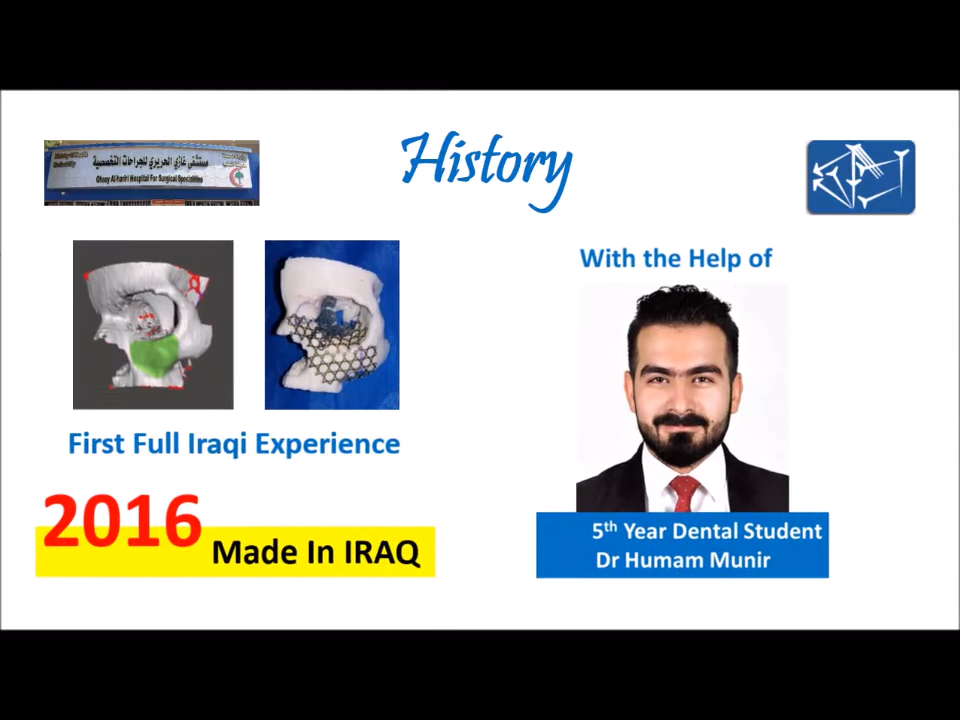 History
مستشفى غازي الحريري للجراحات التخصصية
Ghazy Al-hariri Hospital For Surgical Specialities
With the Help of
First Full Iraqi Experience
2016
Made In IRAQ
5th Year Dental Student
Dr Humam Munir